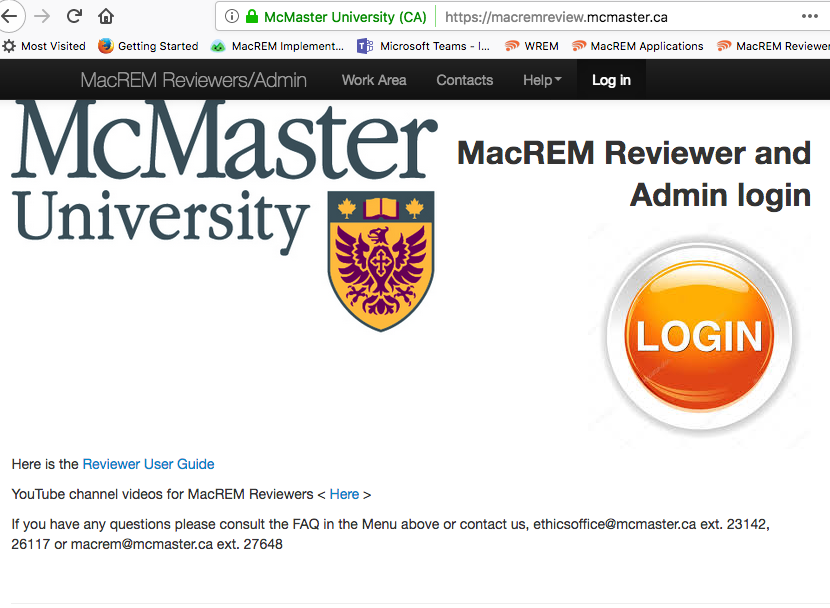 McMaster University (CA) https://macremreview.mcmaster.ca
Most Visited Getting Started MacREM Implement... Microsoft Teams - I... WREM MacREM Applications MacREM Reviewer
MacREM Reviewers/Admin Work Area Contacts Help Log in
McMaster
University
MacREM Reviewer and
Admin login
LOGIN
Here is the Reviewer User Guide
YouTube channel videos for MacREM Reviewers < Here >
If you have any questions please consult the FAQ in the Menu above or contact us, ethicsoffice@mcmaster.ca ext. 23142,
26117 or macrem@mcmaster.ca ext. 27648